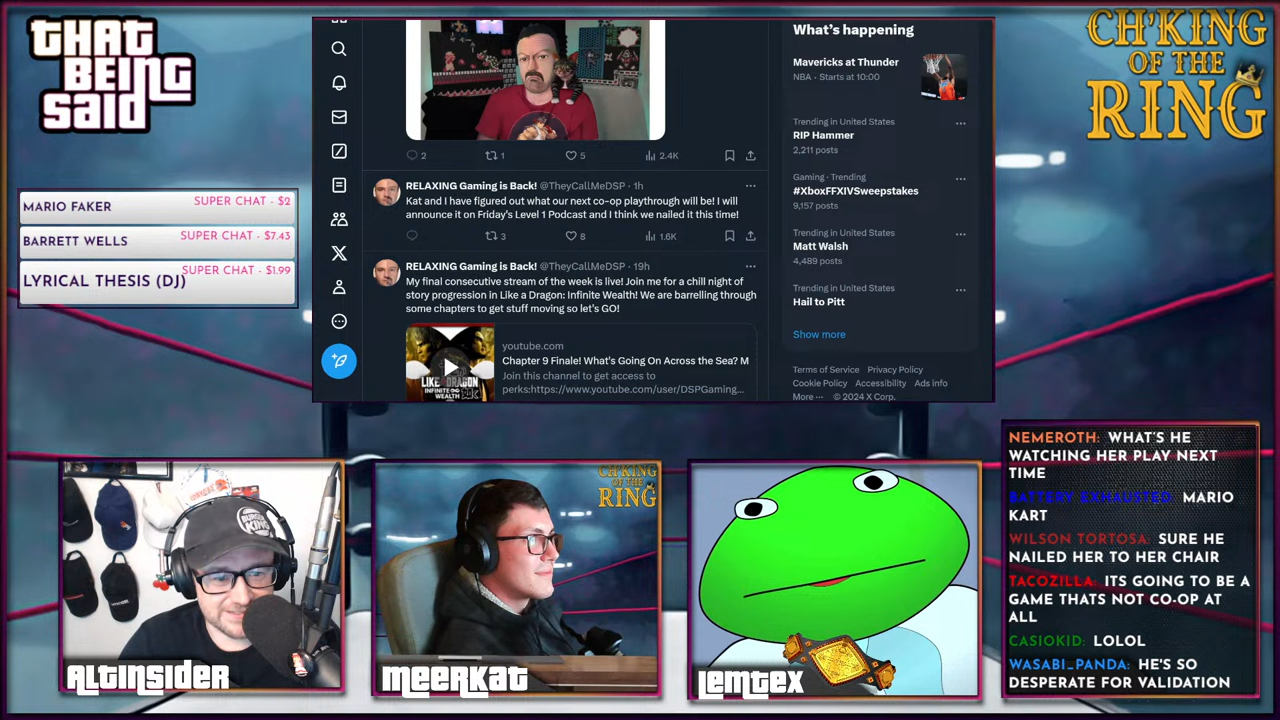 THAT
BEING
SAID
CH'KING
OF THE
RING
MARIO FAKER
SUPER CHAT - $2
BARRETT WELLS
SUPER CHAT - $7.43
LYRICAL THESIS (DJ)
SUPER CHAT - $1.99
2
1
5
2.4K
RELAXING Gaming is Back! @TheyCallMeDSP · 1h
Kat and I have figured out what our next co-op playthrough will be! I will
announce it on Friday's Level 1 Podcast and I think we nailed it this time!
3
8
1.6K
RELAXING Gaming is Back! @TheyCallMeDSP · 19h
My final consecutive stream of the week is live! Join me for a chill night of
story progression in Like a Dragon: Infinite Wealth! We are barrelling through
some chapters to get stuff moving so let's GO!
LIKE A DRAGON
INFINITE WEALTH
youtube.com
Chapter 9 Finale! What's Going On Across the Sea? M
Join this channel to get access to
perks:https://www.youtube.com/user/DSPGaming...
What's happening
Mavericks at Thunder
NBA · Starts at 10:00
Trending in United States
RIP Hammer
2,211 posts
Gaming · Trending
#XboxFFXIVSweepstakes
9,157 posts
Trending in United States
Matt Walsh
4,489 posts
Trending in United States
Hail to Pitt
Show more
Terms of Service Privacy Policy
Cookie Policy Accessibility Ads info
More ··· © 2024 X Corp.
BURGER
KING
ALTINSIDER
CH'KING
OF THE
RING
MEERKAT
LEMTEX
NEMEROTH: WHAT'S HE
WATCHING HER PLAY NEXT
TIME
BATTERY EXHAUSTED: MARIO
KART
WILSON TORTOSA: SURE HE
NAILED HER TO HER CHAIR
TACOZILLA: ITS GOING TO BE A
GAME THATS NOT CO-OP AT
ALL
CASIOKID: LOLOL
WASABI_PANDA: HE'S SO
DESPERATE FOR VALIDATION